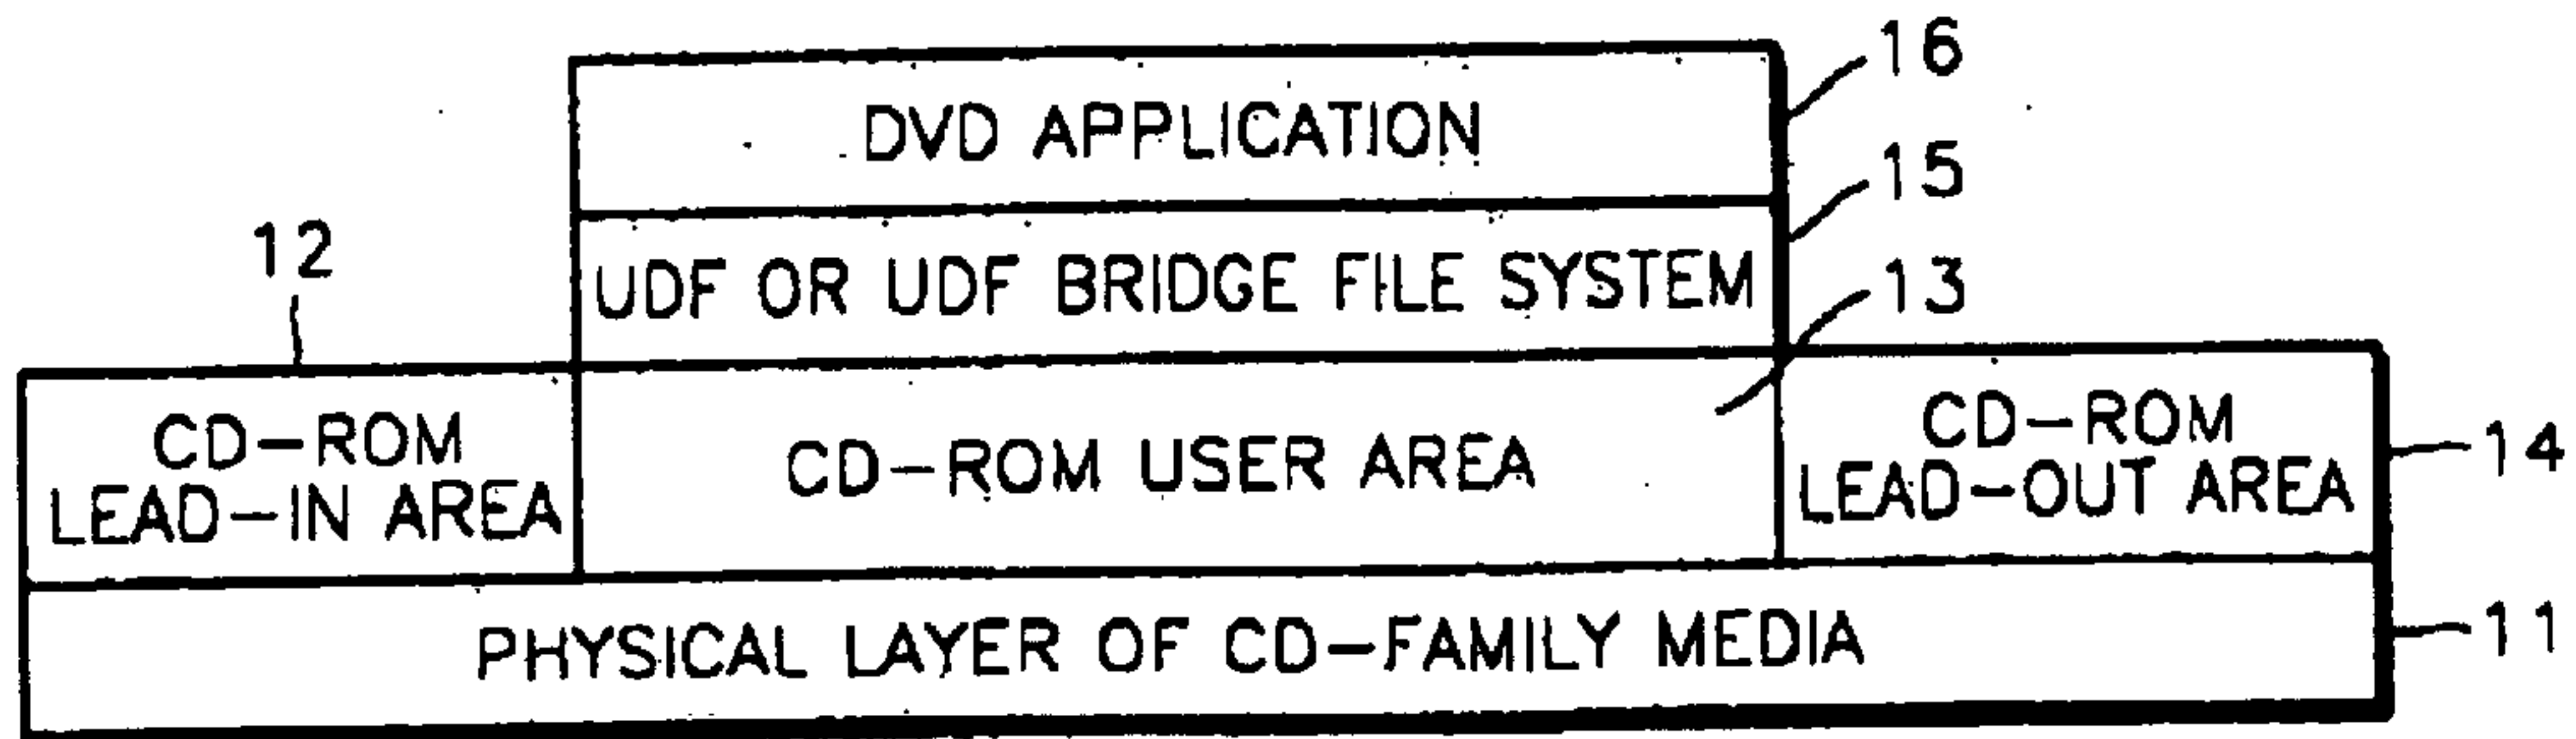 16
DVD APPLICATION
15
UDF OR UDF BRIDGE FILE SYSTEM
12
13
CD-ROM
LEAD-IN AREA
CD-ROM USER AREA
CD-ROM
LEAD-OUT AREA
14
PHYSICAL LAYER OF CD-FAMILY MEDIA
11